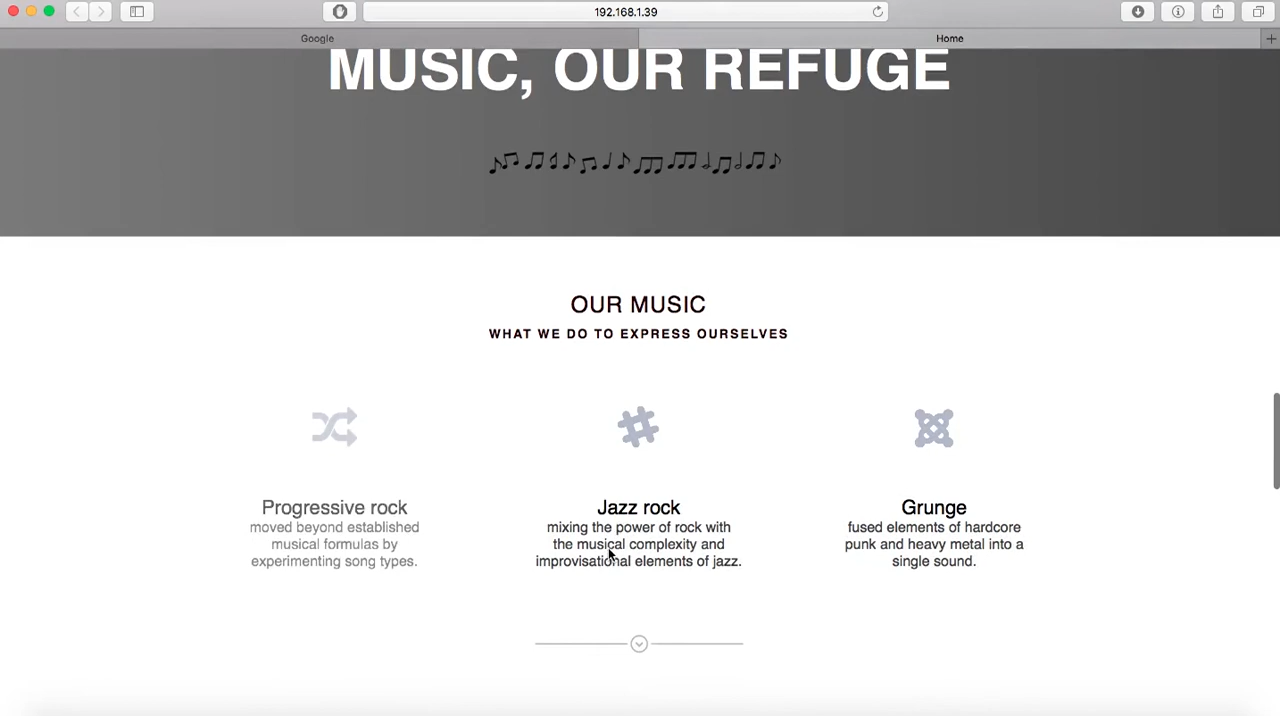 192.168.1.39
Google
Home
MUSIC, OUR REFUGE
OUR MUSIC
WHAT WE DO TO EXPRESS OURSELVES
Progressive rock
moved beyond established
musical formulas by
experimenting song types.
Jazz rock
mixing the power of rock with
the musical complexity and
improvisational elements of jazz.
Grunge
fused elements of hardcore
punk and heavy metal into a
single sound.